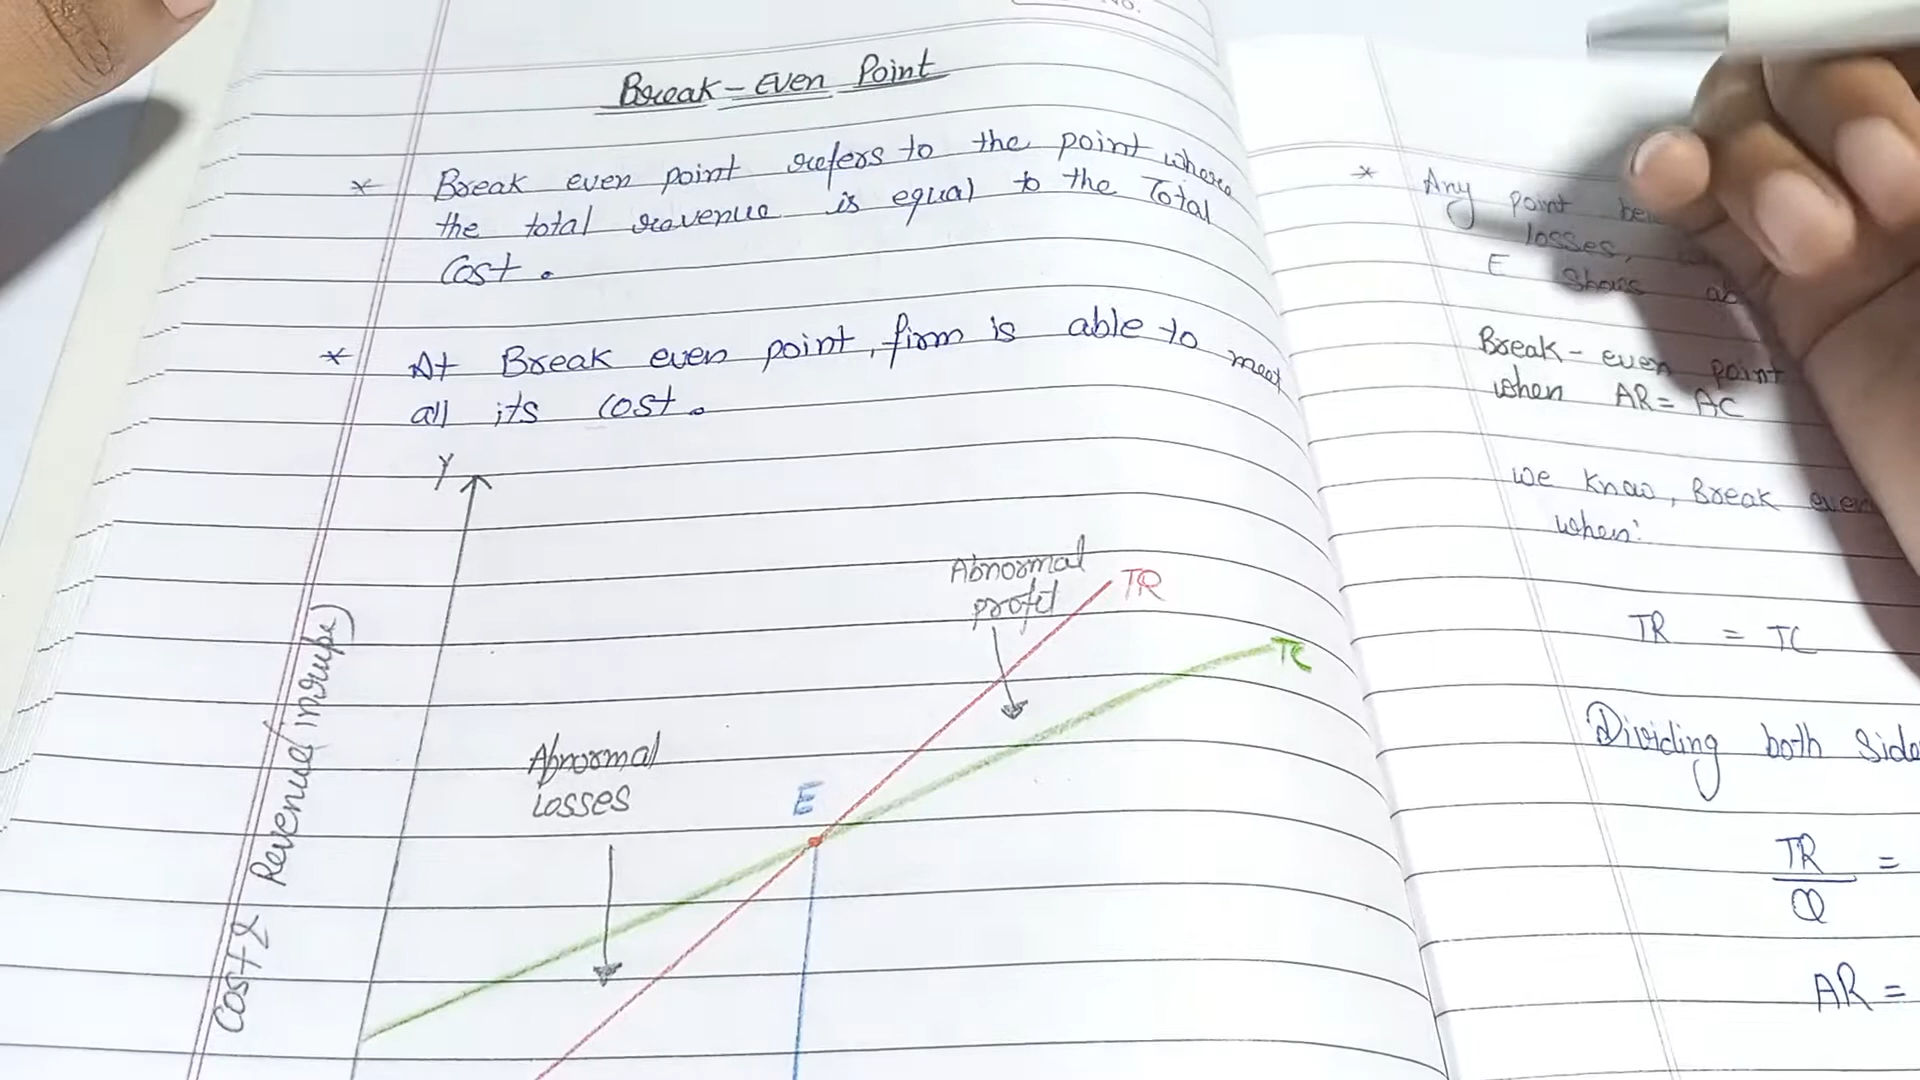 No.
Break-Even Point
* Break even point refers to the point where
the total revenue is equal to the Total
Cost.
* At Break even point, firm is able to meet
all its cost.
Y
Abnormal
profit
TR
TC
Abnormal
Losses
E
Cost & Revenue (in rups)
* Any point
losses,
E shows
Break-even point
when AR = AC
we know, Break even
when:
TR = TC
Dividing both side
TR =
Q
AR =